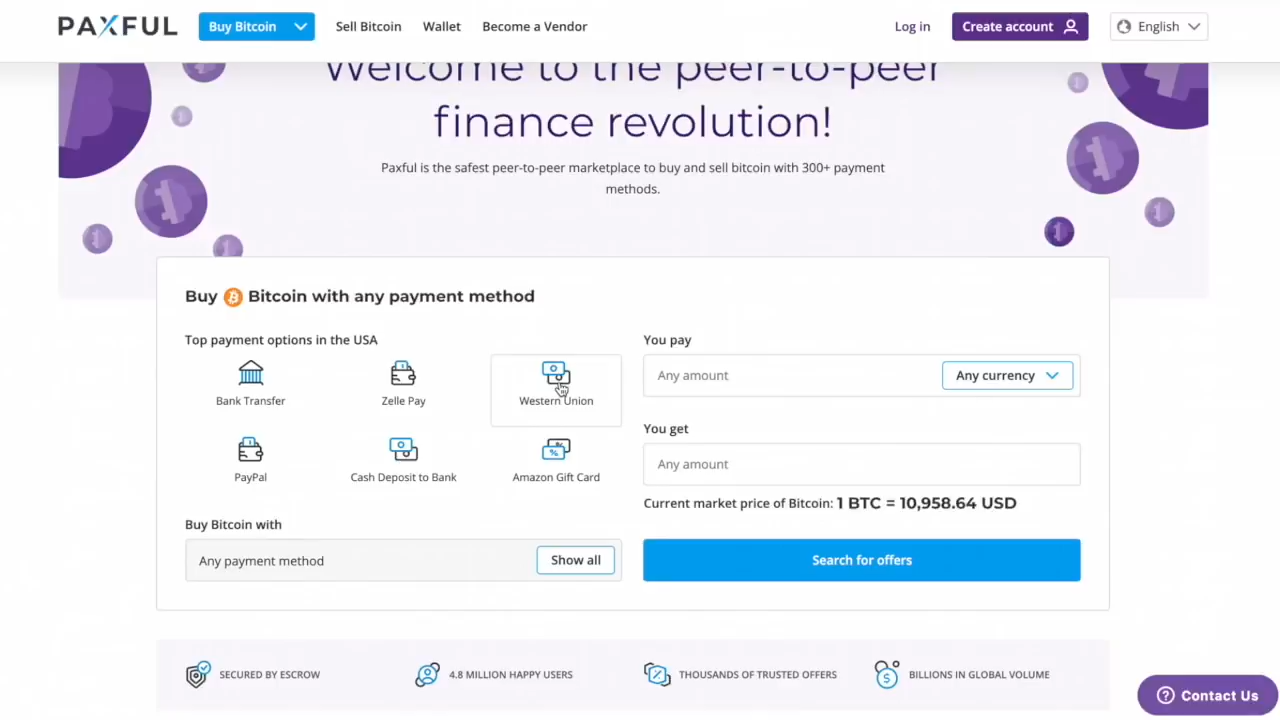 PAXFUL
Buy Bitcoin
Sell Bitcoin
Wallet
Become a Vendor
Log in
Create account
English
Welcome to the peer-to-peer
finance revolution!
Paxful is the safest peer-to-peer marketplace to buy and sell bitcoin with 300+ payment
methods.
Buy Bitcoin with any payment method
Top payment options in the USA
Bank Transfer
Zelle Pay
Western Union
PayPal
Cash Deposit to Bank
Amazon Gift Card
Buy Bitcoin with
Any payment method
Show all
You pay
Any amount
Any currency
You get
Any amount
Current market price of Bitcoin: 1 BTC = 10,958.64 USD
Search for offers
SECURED BY ESCROW
4.8 MILLION HAPPY USERS
THOUSANDS OF TRUSTED OFFERS
BILLIONS IN GLOBAL VOLUME
Contact Us